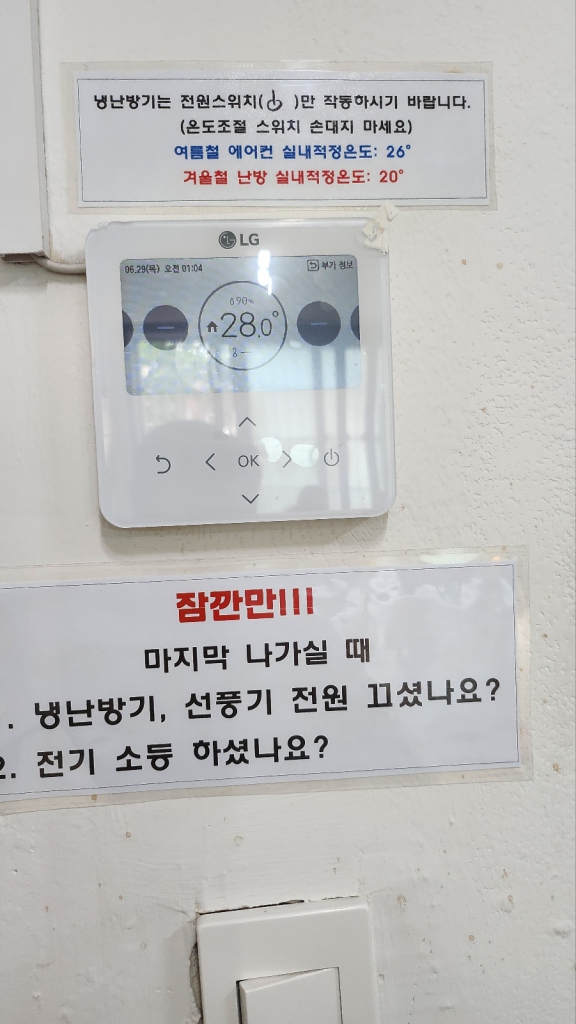 냉난방기는 전원스위치( )만 작동하시기 바랍니다.
(온도조절 스위치 손대지 마세요)
여름철 에어컨 실내적정온도: 26°
겨울철 난방 실내적정온도: 20°
LG
06.29(목) 오전 01:04
부가 정보
90%
28.0°
OK
잠깐만!!!
마지막 나가실 때
. 냉난방기, 선풍기 전원 끄셨나요?
2. 전기 소등 하셨나요?